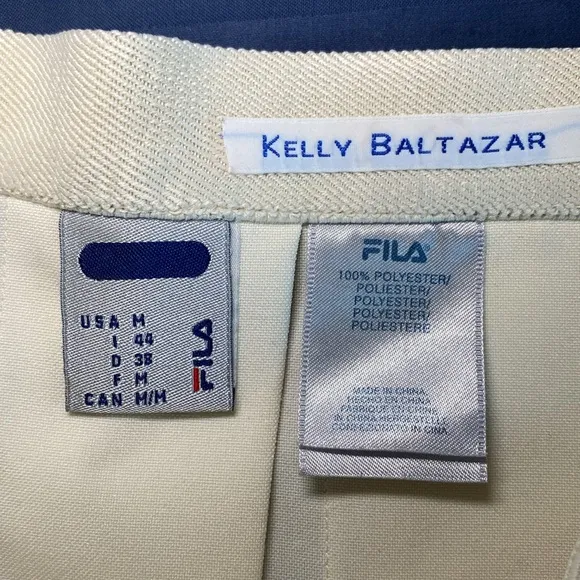 KELLY BALTAZAR
USA M
I 44
D 38
F M
CAN M/M
FILA
FILA
100% POLYESTER/
POLIESTER/
POLYESTER/
POLYESTER/
POLIESTERE
MADE IN CHINA,
HECHO EN CHINA
FABRIQUE EN CHINE
IN CHINA HERGESTELLT
CONFEZIONATO IN CINA.